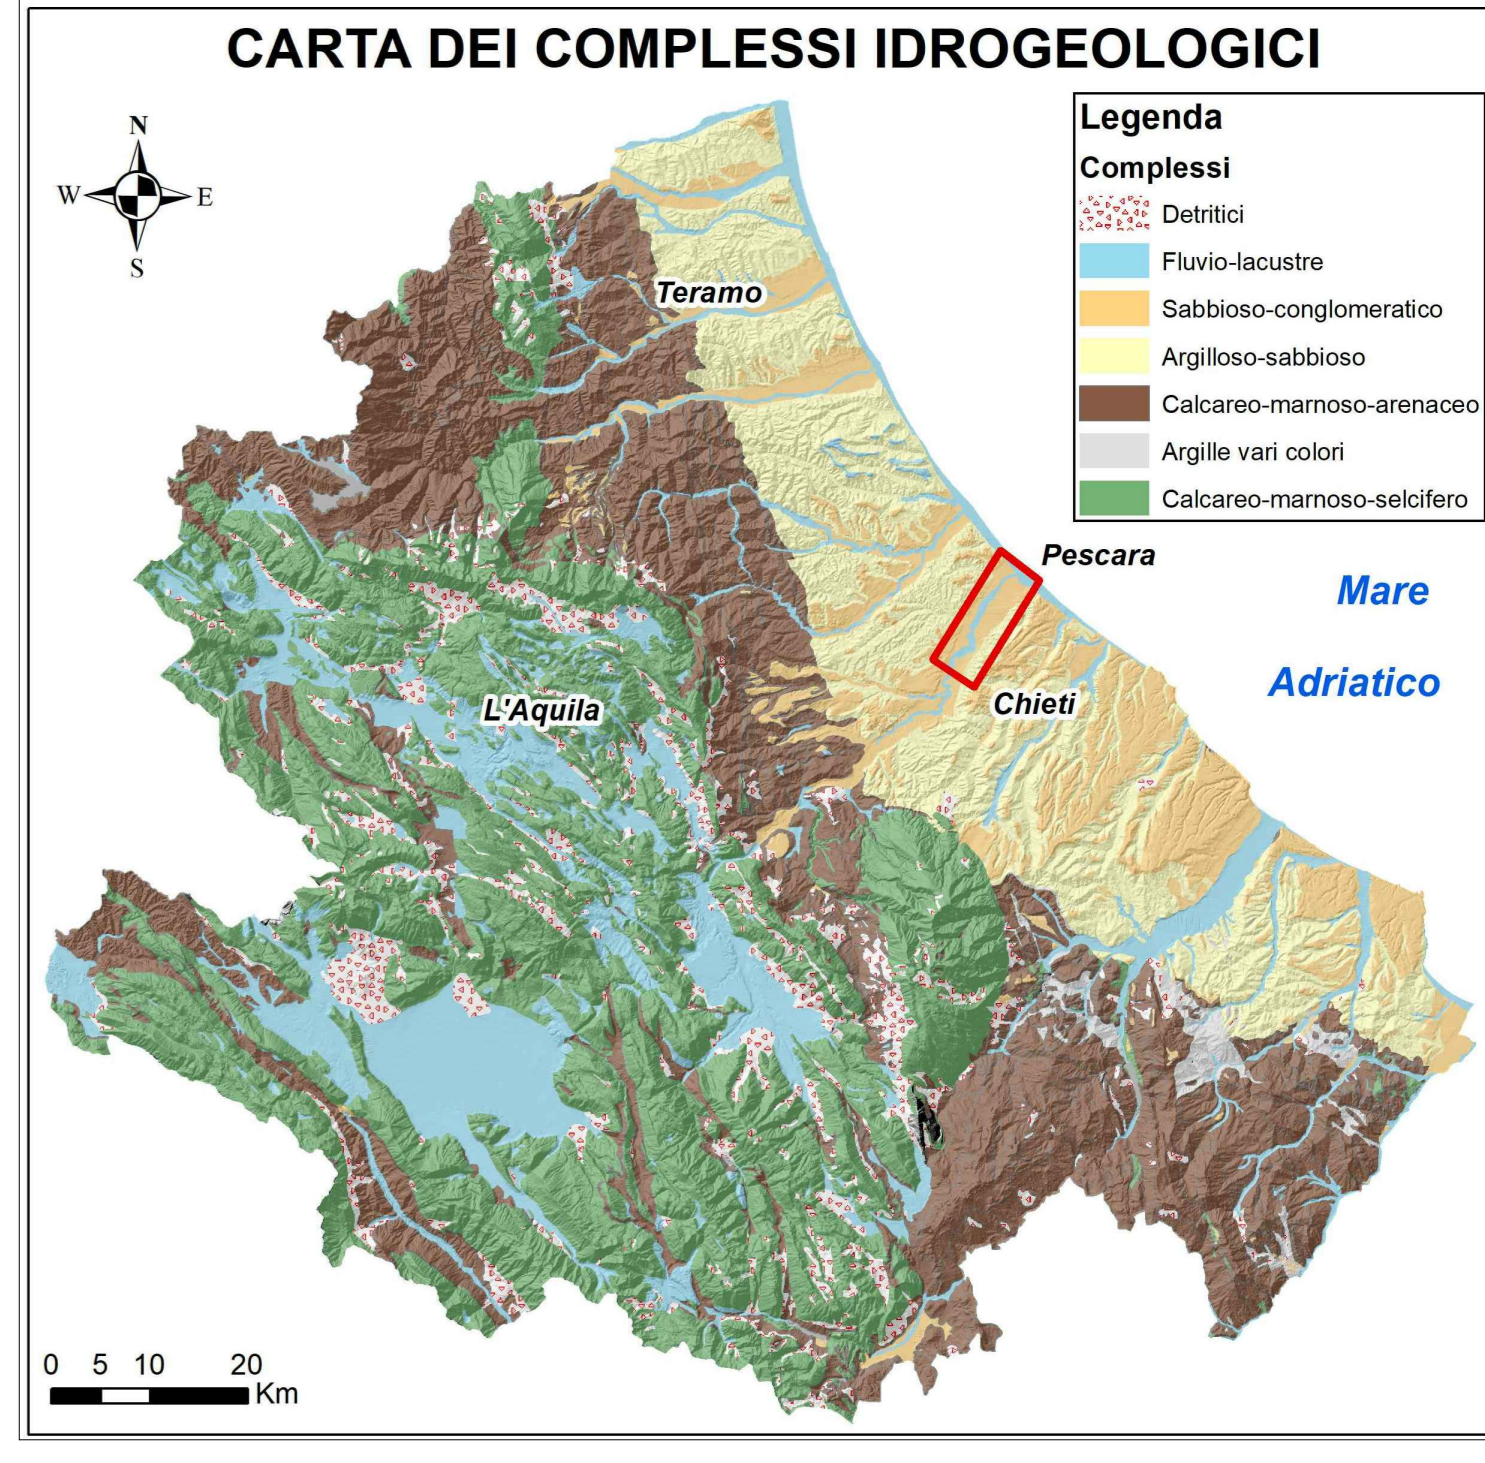 CARTA DEI COMPLESSI IDROGEOLOGICI
N
W
E
S
Legenda
Complessi
Detritici
Fluvio-lacustre
Sabbioso-conglomeratico
Argilloso-sabbioso
Calcareo-marnoso-arenaceo
Argille vari colori
Calcareo-marnoso-selcifero
Teramo
Pescara
Mare
Adriatico
L'Aquila
Chieti
0 5 10 20
Km